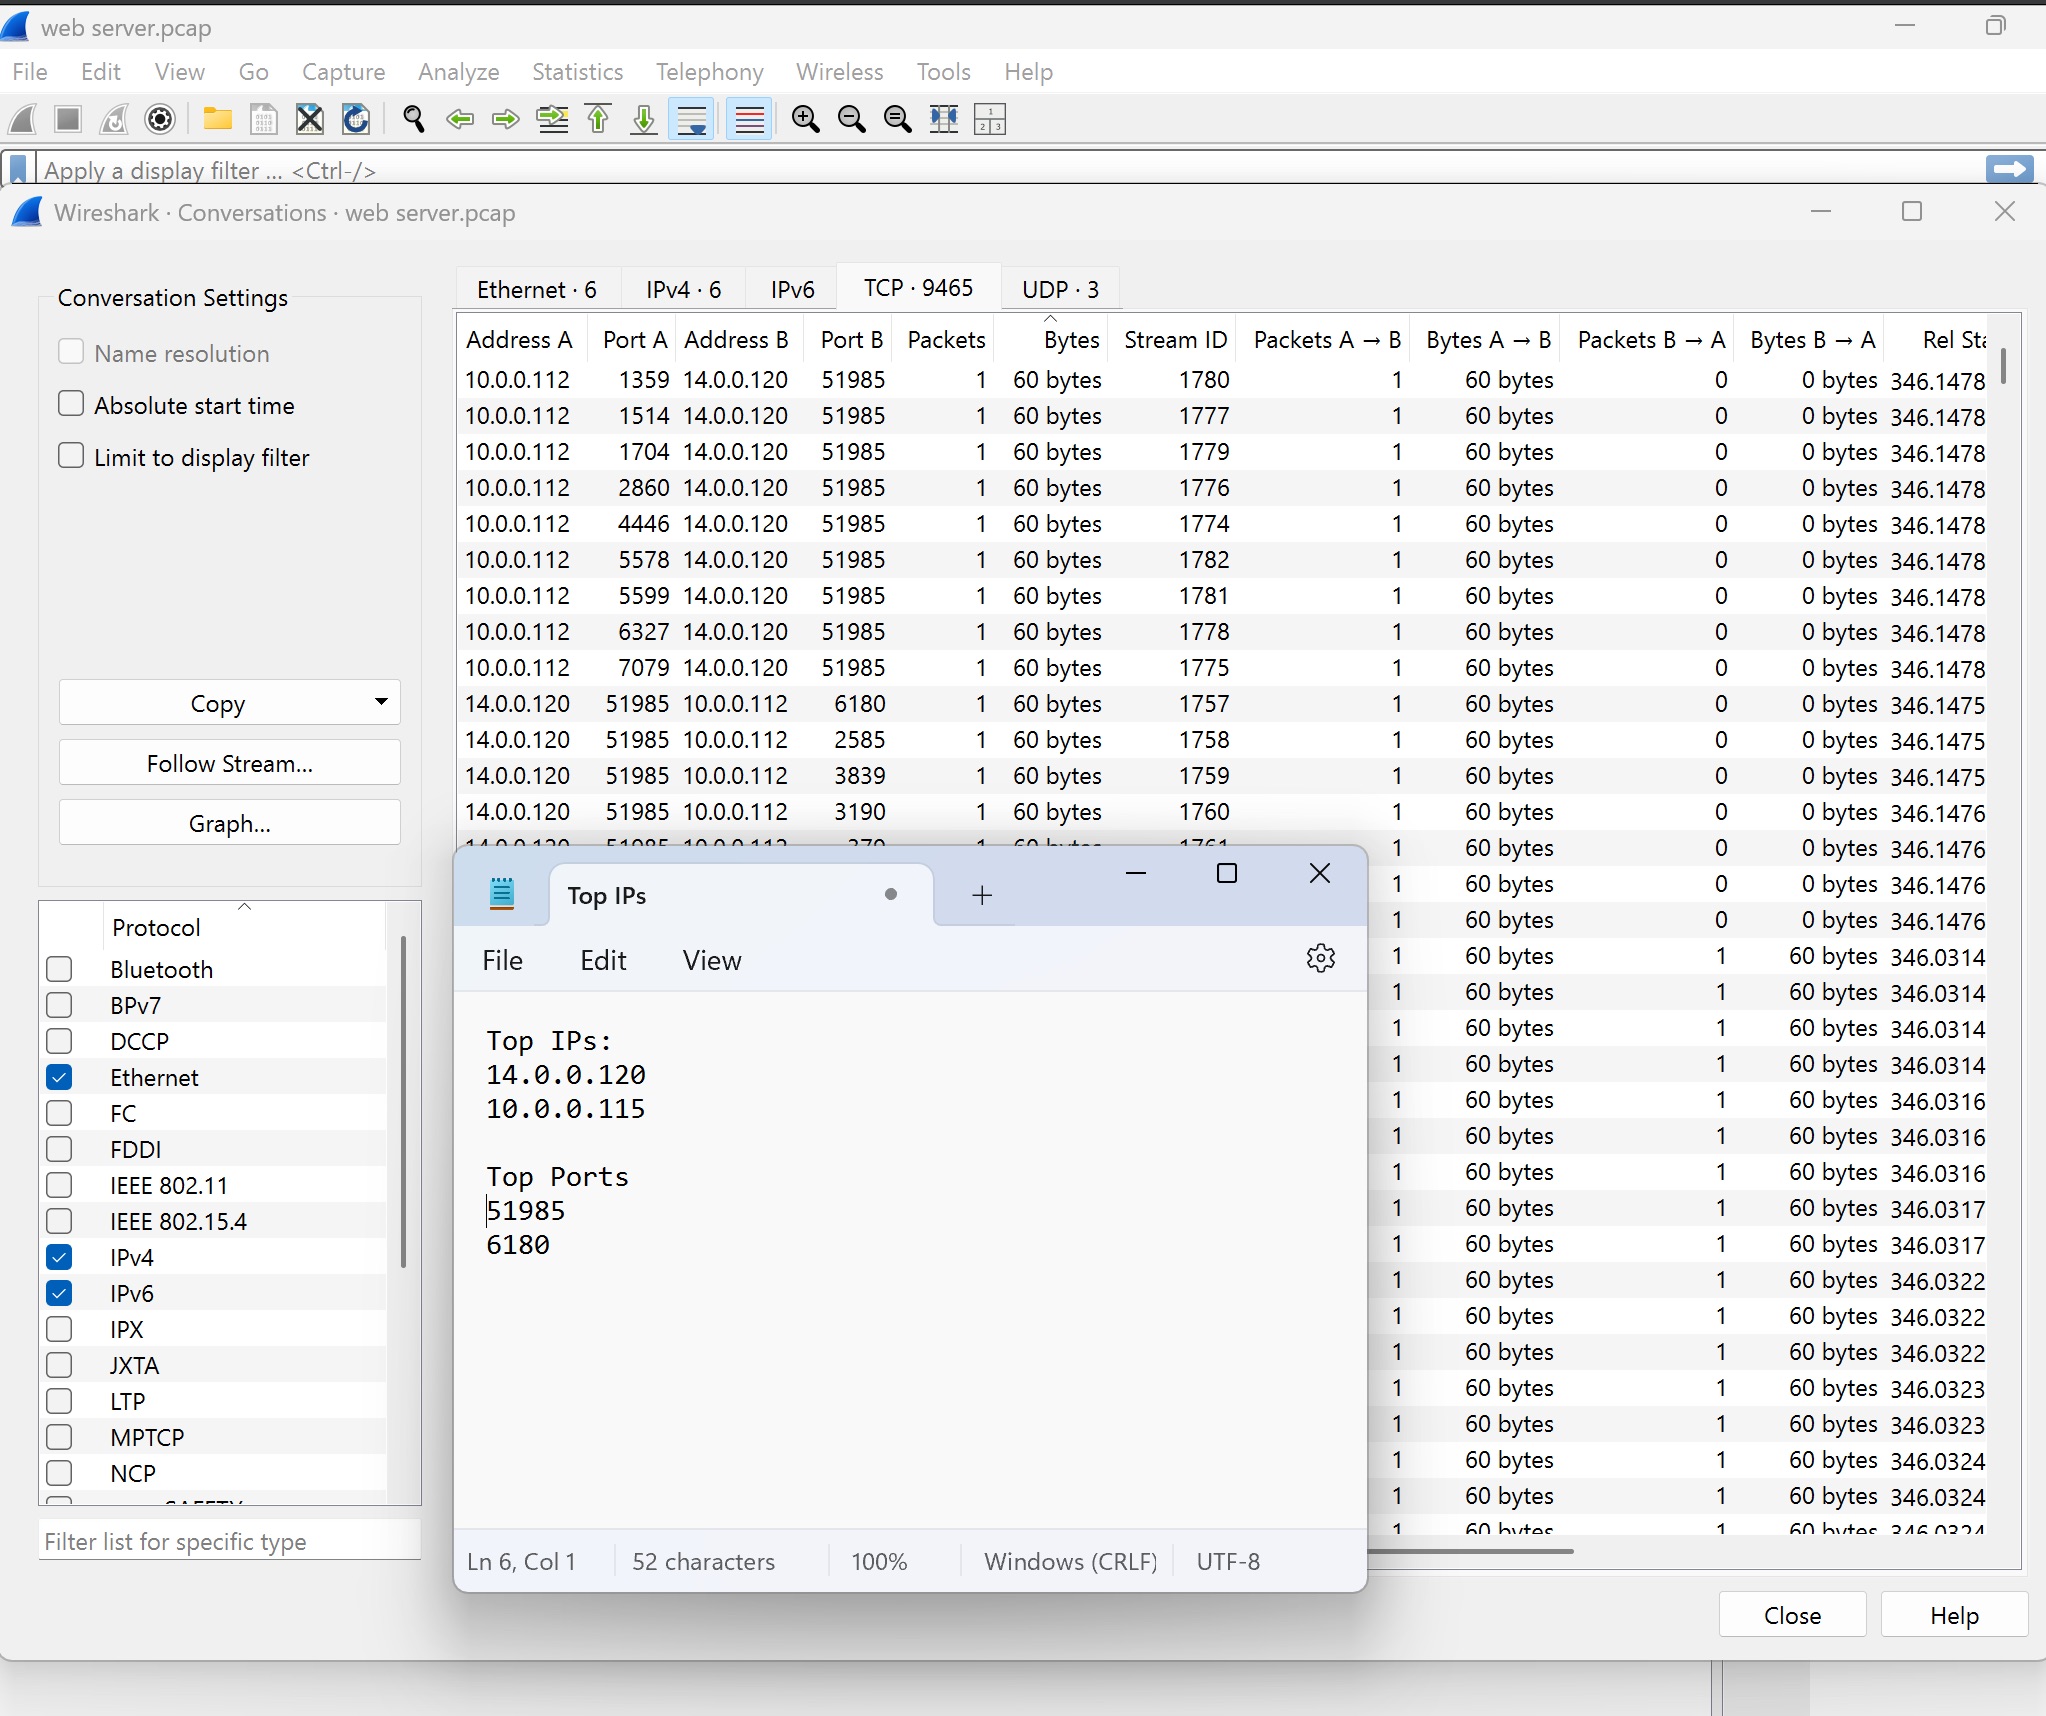 web server.pcap
File Edit View Go Capture Analyze Statistics Telephony Wireless Tools Help
Apply a display filter ... <Ctrl-/>
Wireshark · Conversations · web server.pcap
Conversation Settings
Name resolution
Absolute start time
Limit to display filter
Copy
Follow Stream...
Graph...
Protocol
Bluetooth
BPv7
DCCP
Ethernet
FC
FDDI
IEEE 802.11
IEEE 802.15.4
IPv4
IPv6
IPX
JXTA
LTP
MPTCP
NCP
Filter list for specific type
Ethernet · 6 IPv4 · 6 IPv6 TCP · 9465 UDP · 3
Address A Port A Address B Port B Packets Bytes Stream ID Packets A → B Bytes A → B Packets B → A Bytes B → A Rel Sta
10.0.0.112 1359 14.0.0.120 51985 1 60 bytes 1780 1 60 bytes 0 0 bytes 346.1478
10.0.0.112 1514 14.0.0.120 51985 1 60 bytes 1777 1 60 bytes 0 0 bytes 346.1478
10.0.0.112 1704 14.0.0.120 51985 1 60 bytes 1779 1 60 bytes 0 0 bytes 346.1478
10.0.0.112 2860 14.0.0.120 51985 1 60 bytes 1776 1 60 bytes 0 0 bytes 346.1478
10.0.0.112 4446 14.0.0.120 51985 1 60 bytes 1774 1 60 bytes 0 0 bytes 346.1478
10.0.0.112 5578 14.0.0.120 51985 1 60 bytes 1782 1 60 bytes 0 0 bytes 346.1478
10.0.0.112 5599 14.0.0.120 51985 1 60 bytes 1781 1 60 bytes 0 0 bytes 346.1478
10.0.0.112 6327 14.0.0.120 51985 1 60 bytes 1778 1 60 bytes 0 0 bytes 346.1478
10.0.0.112 7079 14.0.0.120 51985 1 60 bytes 1775 1 60 bytes 0 0 bytes 346.1478
14.0.0.120 51985 10.0.0.112 6180 1 60 bytes 1757 1 60 bytes 0 0 bytes 346.1475
14.0.0.120 51985 10.0.0.112 2585 1 60 bytes 1758 1 60 bytes 0 0 bytes 346.1475
14.0.0.120 51985 10.0.0.112 3839 1 60 bytes 1759 1 60 bytes 0 0 bytes 346.1475
14.0.0.120 51985 10.0.0.112 3190 1 60 bytes 1760 1 60 bytes 0 0 bytes 346.1476
1 60 bytes 0 0 bytes 346.1476
1 60 bytes 0 0 bytes 346.1476
1 60 bytes 0 0 bytes 346.1476
1 60 bytes 1 60 bytes 346.0314
1 60 bytes 1 60 bytes 346.0314
1 60 bytes 1 60 bytes 346.0314
1 60 bytes 1 60 bytes 346.0314
1 60 bytes 1 60 bytes 346.0316
1 60 bytes 1 60 bytes 346.0316
1 60 bytes 1 60 bytes 346.0316
1 60 bytes 1 60 bytes 346.0317
1 60 bytes 1 60 bytes 346.0317
1 60 bytes 1 60 bytes 346.0322
1 60 bytes 1 60 bytes 346.0322
1 60 bytes 1 60 bytes 346.0322
1 60 bytes 1 60 bytes 346.0323
1 60 bytes 1 60 bytes 346.0323
1 60 bytes 1 60 bytes 346.0324
1 60 bytes 1 60 bytes 346.0324
1 60 bytes 1 60 bytes 346.0324
Top IPs
File Edit View
Top IPs:
14.0.0.120
10.0.0.115
Top Ports
51985
6180
Ln 6, Col 1 52 characters 100% Windows (CRLF) UTF-8
Close Help